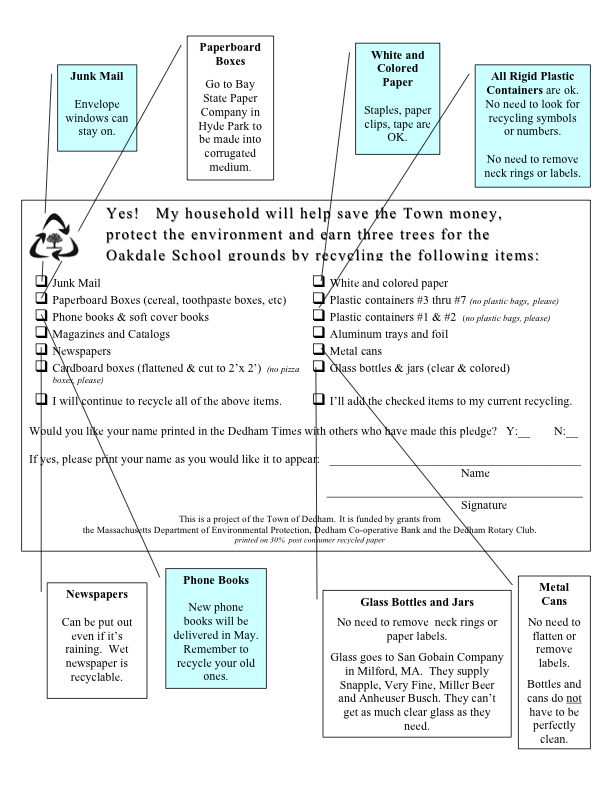 Paperboard
Boxes
Go to Bay
State Paper
Company in
Hyde Park to
be made into
corrugated
medium.
White and
Colored
Paper
Staples, paper
clips, tape are
OK.
Junk Mail
Envelope
windows can
stay on.
All Rigid Plastic
Containers are ok.
No need to look for
recycling symbols
or numbers.
No need to remove
neck rings or labels.
Yes! My household will help save the Town money,
protect the environment and earn three trees for the
Oakdale School grounds by recycling the following items:
Junk Mail
Paperboard Boxes (cereal, toothpaste boxes, etc)
Phone books & soft cover books
Magazines and Catalogs
Newspapers
Cardboard boxes (flattened & cut to 2'x 2') (no pizza
boxes, please)
I will continue to recycle all of the above items.
White and colored paper
Plastic containers #3 thru #7 (no plastic bags, please)
Plastic containers #1 & #2 (no plastic bags, please)
Aluminum trays and foil
Metal cans
Glass bottles & jars (clear & colored)
I'll add the checked items to my current recycling.
Would you like your name printed in the Dedham Times with others who have made this pledge? Y:__ N:__
If yes, please print your name as you would like it to appear:
Name
Signature
This is a project of the Town of Dedham. It is funded by grants from
the Massachusetts Department of Environmental Protection, Dedham Co-operative Bank and the Dedham Rotary Club.
printed on 30% post consumer recycled paper
Newspapers
Can be put out
even if it's
raining. Wet
newspaper is
recyclable.
Phone Books
New phone
books will be
delivered in May.
Remember to
recycle your old
ones.
Glass Bottles and Jars
No need to remove neck rings or
paper labels.
Glass goes to San Gobain Company
in Milford, MA. They supply
Snapple, Very Fine, Miller Beer
and Anheuser Busch. They can't
get as much clear glass as they
need.
Metal
Cans
No need to
flatten or
remove
labels.
Bottles and
cans do not
have to be
perfectly
clean.